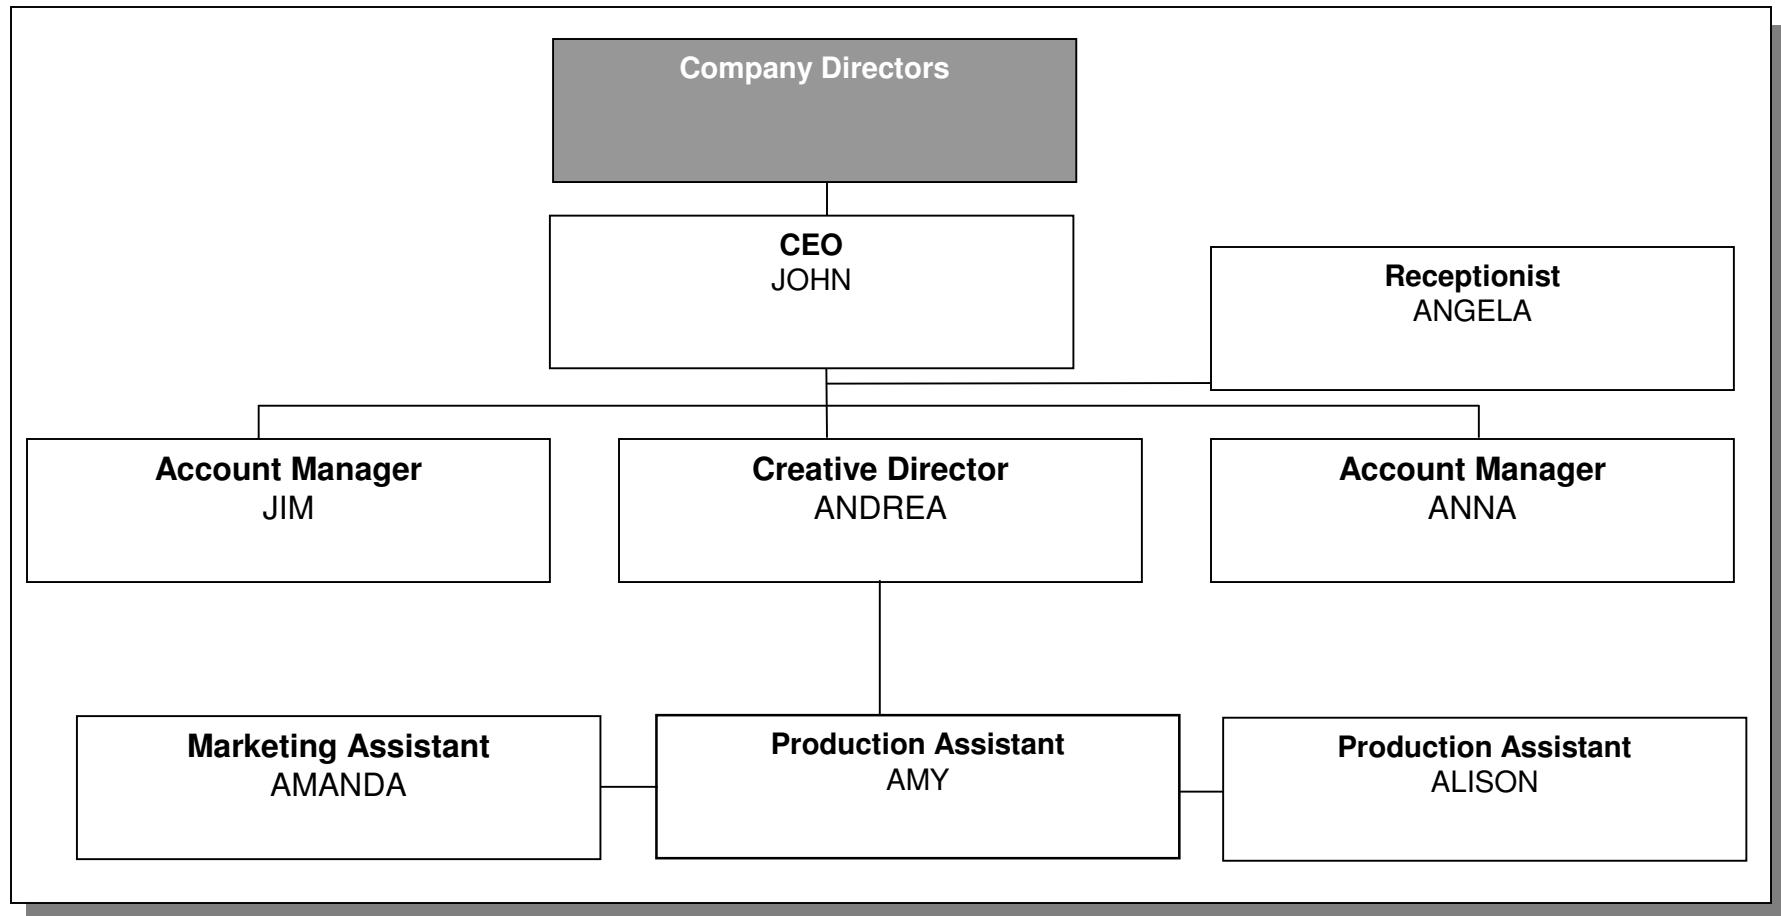 Company Directors
CEO
JOHN
Receptionist
ANGELA
Account Manager
JIM
Creative Director
ANDREA
Account Manager
ANNA
Marketing Assistant
AMANDA
Production Assistant
AMY
Production Assistant
ALISON